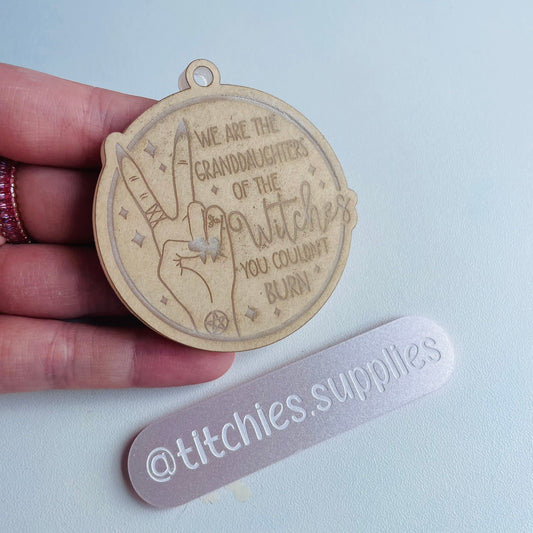 WE ARE THE
GRANDDAUGHTERS
OF THE
Witches
YOU COULDN'T
BURN
@titchies.supplies